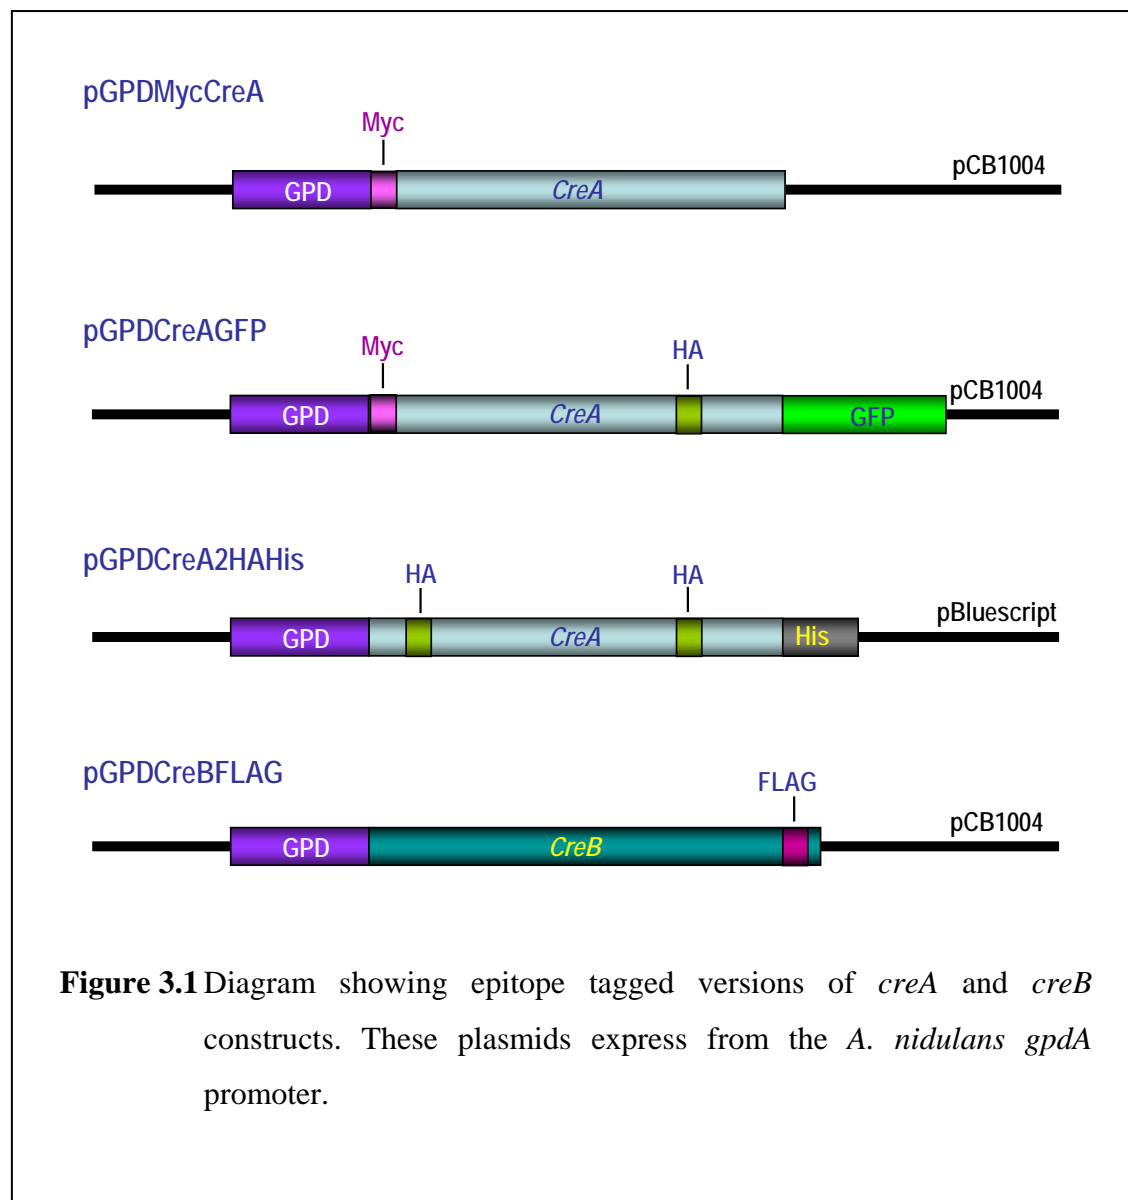 pGPDMycCreA
Myc
pCB1004
GPD
CreA
pGPDCreAGFP
Myc
HA
pCB1004
GPD
CreA
GFP
pGPDCreA2HAHis
HA
HA
pBluescript
GPD
CreA
His
pGPDCreBFLAG
FLAG
pCB1004
GPD
CreB
Figure 3.1 Diagram showing epitope tagged versions of creA and creB
constructs. These plasmids express from the A. nidulans gpdA
promoter.